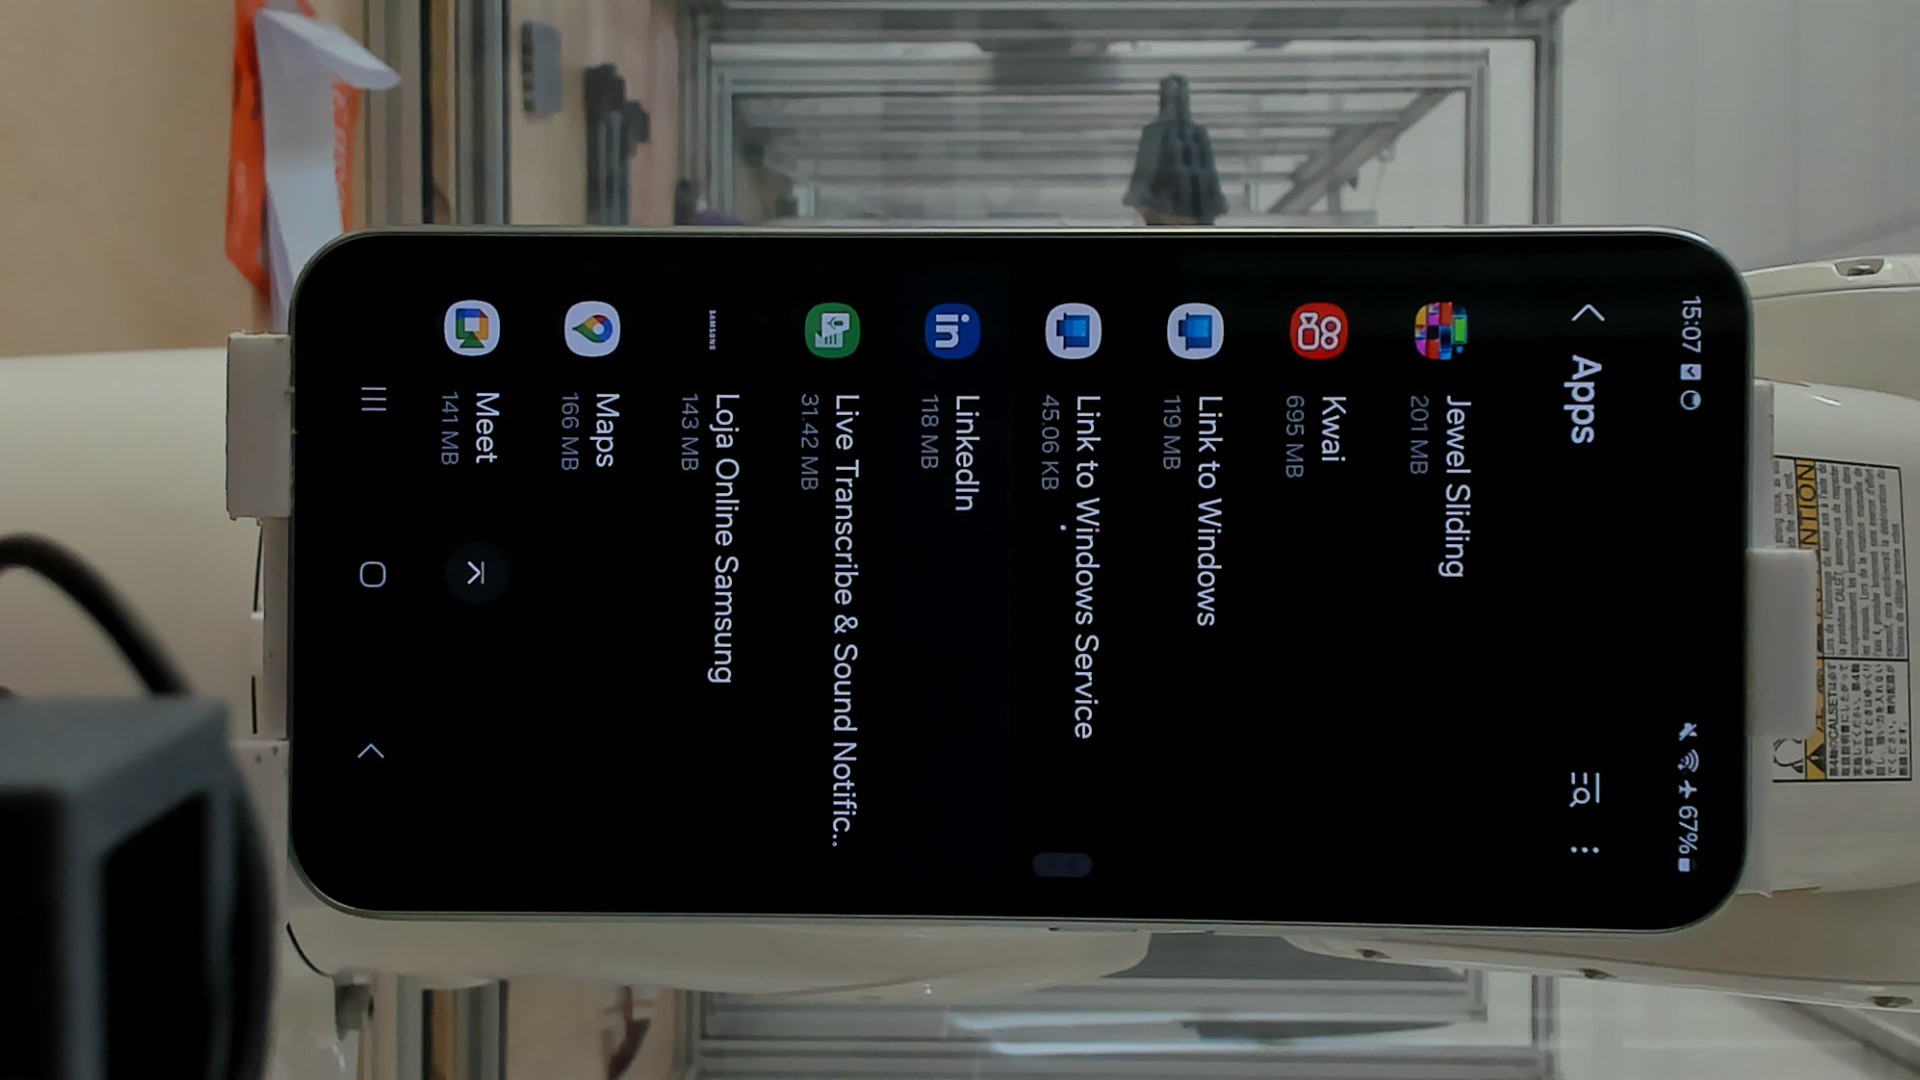 15:07
67%
Apps
Jewel Sliding
201 MB
Kwai
695 MB
Link to Windows
119 MB
Link to Windows Service
45.06 KB
in
LinkedIn
118 MB
Live Transcribe & Sound Notific..
31.42 MB
SAMSUNG
Loja Online Samsung
143 MB
Maps
166 MB
Meet
141 MB